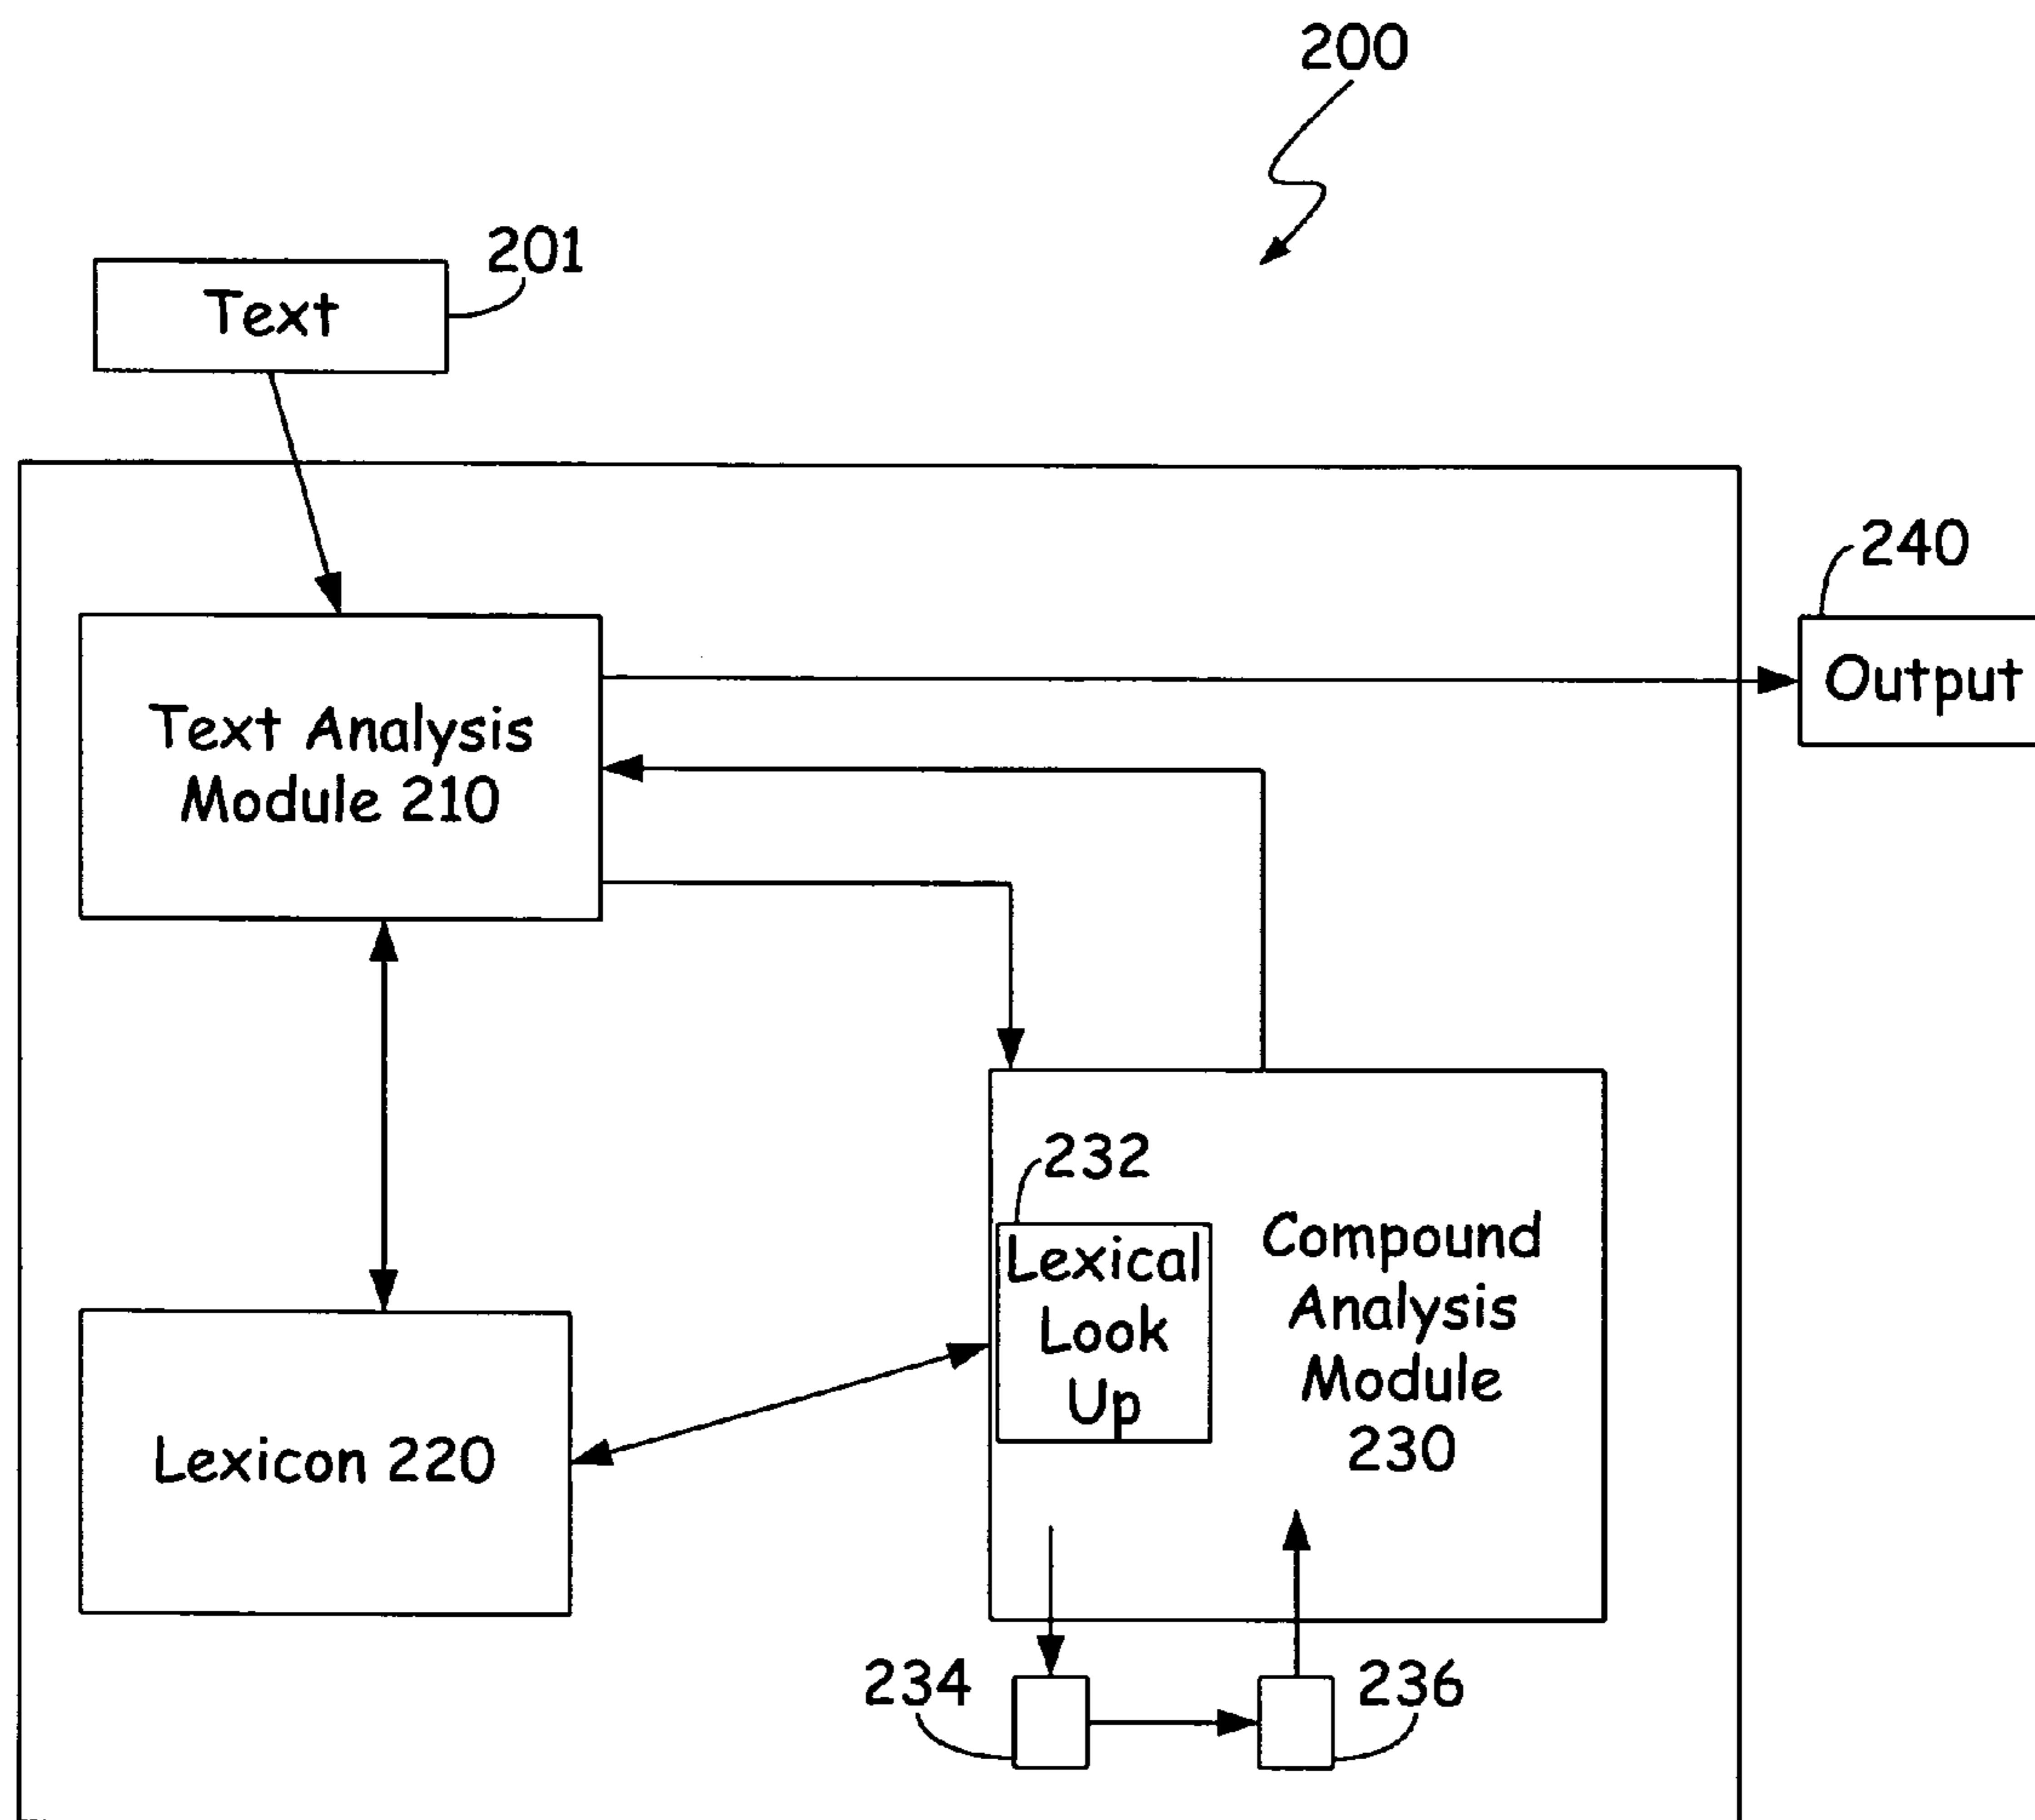 200
201
Text
240
Output
Text Analysis
Module 210
232
Lexical
Look
Up
Compound
Analysis
Module
230
Lexicon 220
234
236